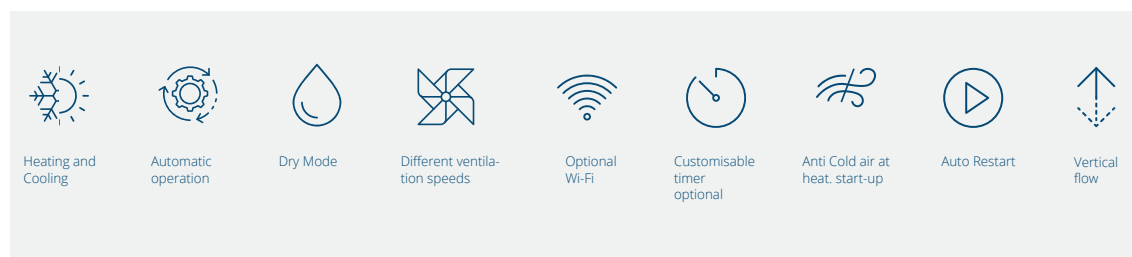 Heating and
Cooling
Automatic
operation
Dry Mode
Different ventila-
tion speeds
Optional
Wi-Fi
Customisable
timer
optional
Anti Cold air at
heat. start-up
Auto Restart
Vertical
flow